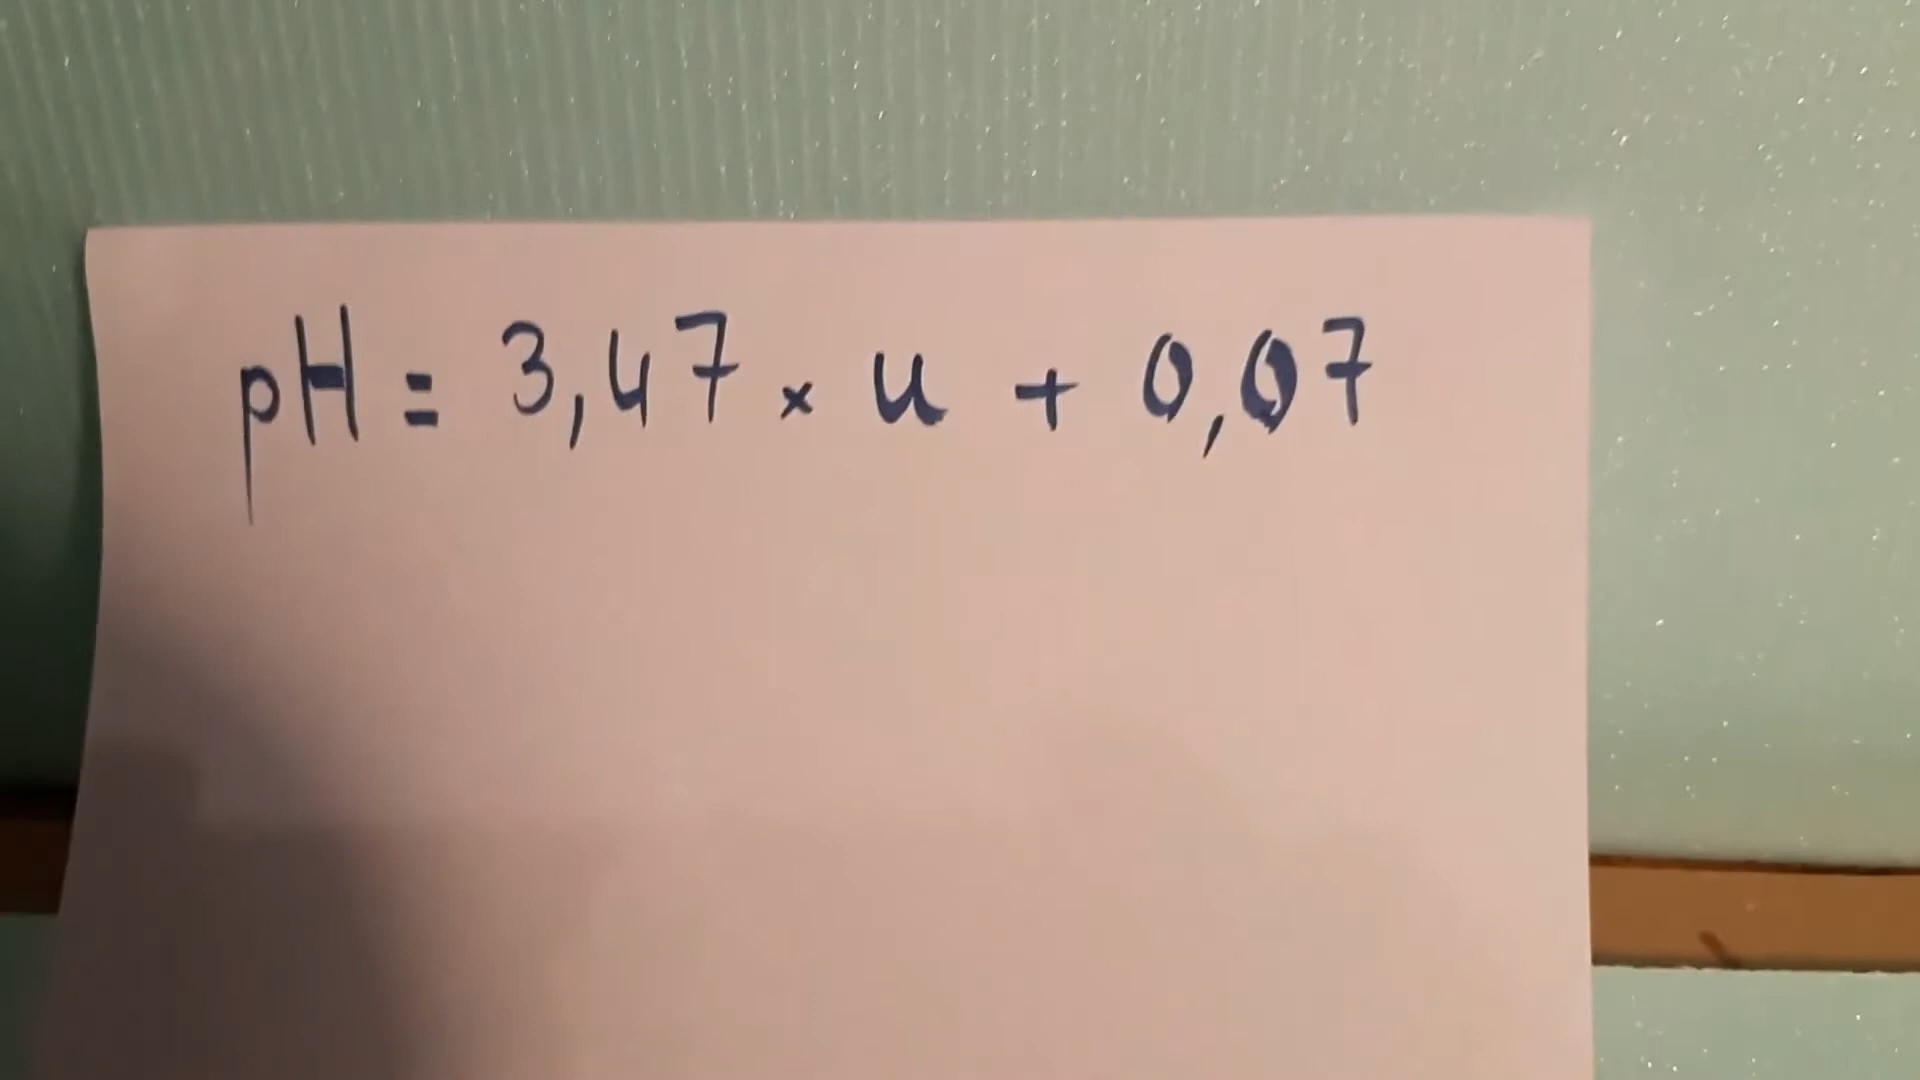 pH = 3,47 × u + 0,07